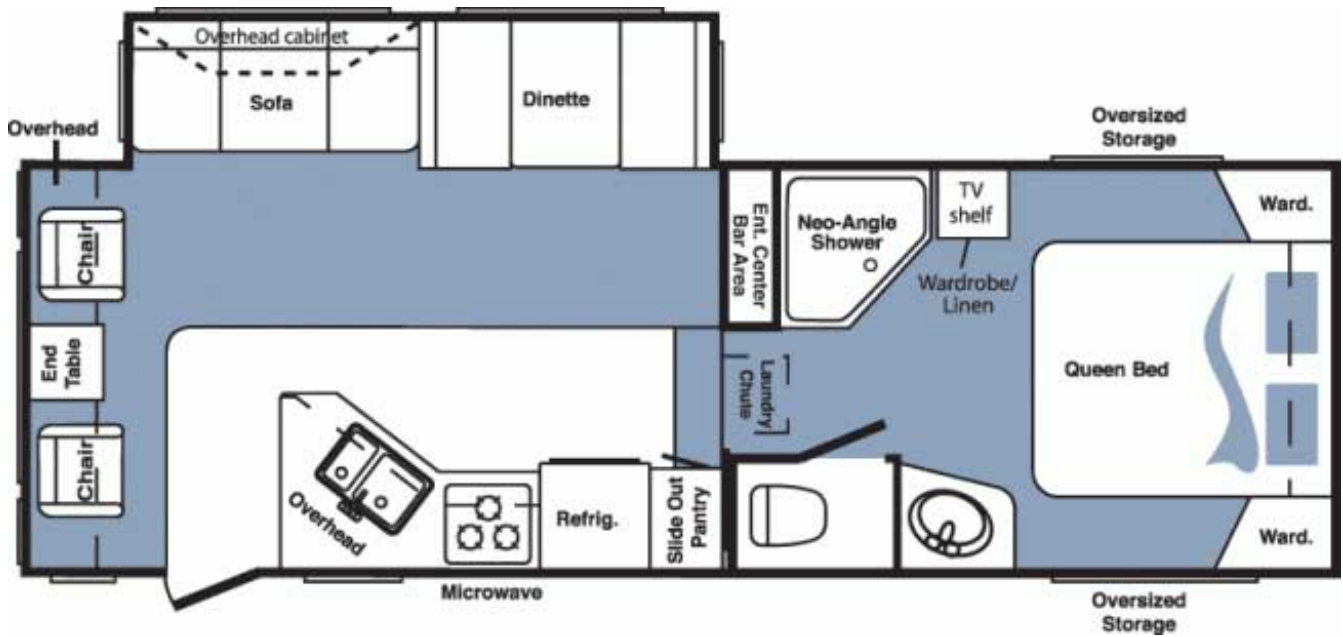 Overhead cabinet
Sofa
Dinette
Overhead
Oversized
Storage
Chair
End
Table
Chair
Ent. Center
Bar Area
Neo-Angle
Shower
TV
shelf
Wardrobe/
Linen
Ward.
Laundry
Chute
Queen Bed
Overhead
Refrig.
Slide Out
Pantry
Ward.
Microwave
Oversized
Storage